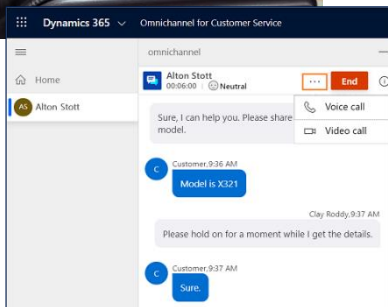 Dynamics 365
Omnichannel for Customer Service
omnichannel
Home
AS Alton Stott
Alton Stott
00:06:00 Neutral
... End
Voice call
Video call
Sure, I can help you. Please share
model.
Customer,9:36 AM
C
Model is X321
Clay Roddy,9:37 AM
Please hold on for a moment while I get the details.
Customer,9:37 AM
C
Sure.